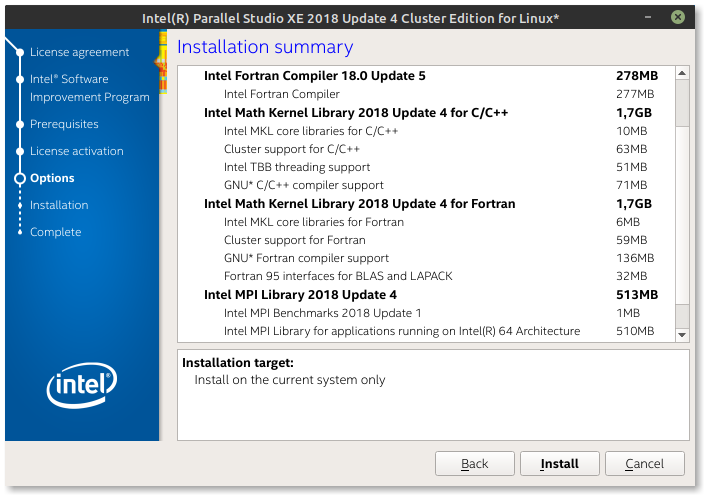 Intel(R) Parallel Studio XE 2018 Update 4 Cluster Edition for Linux*
License agreement
Intel® Software
Improvement Program
Prerequisites
License activation
Options
Installation
Complete
intel
Installation summary
Intel Fortran Compiler 18.0 Update 5 278MB
Intel Fortran Compiler 277MB
Intel Math Kernel Library 2018 Update 4 for C/C++ 1,7GB
Intel MKL core libraries for C/C++ 10MB
Cluster support for C/C++ 63MB
Intel TBB threading support 51MB
GNU* C/C++ compiler support 71MB
Intel Math Kernel Library 2018 Update 4 for Fortran 1,7GB
Intel MKL core libraries for Fortran 6MB
Cluster support for Fortran 59MB
GNU* Fortran compiler support 136MB
Fortran 95 interfaces for BLAS and LAPACK 32MB
Intel MPI Library 2018 Update 4 513MB
Intel MPI Benchmarks 2018 Update 1 1MB
Intel MPI Library for applications running on Intel(R) 64 Architecture 510MB
Installation target:
Install on the current system only
Back
Install
Cancel